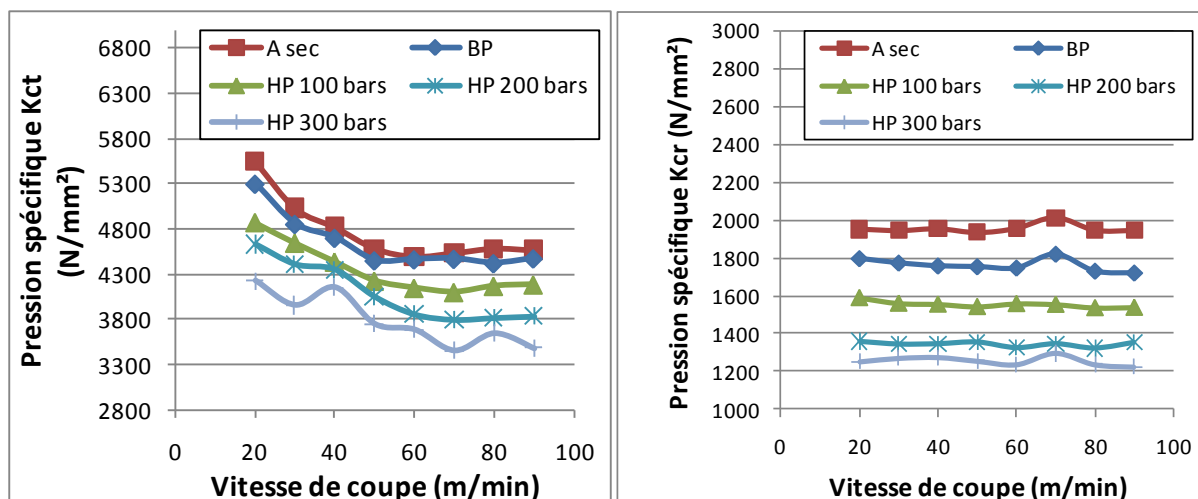 Pression spécifique Kct
(N/mm²)
6800
6300
5800
5300
4800
4300
3800
3300
2800
A sec
BP
HP 100 bars
HP 200 bars
HP 300 bars
0 20 40 60 80 100
Vitesse de coupe (m/min)
Pression spécifique Kcr (N/mm²)
3000
2800
2600
2400
2200
2000
1800
1600
1400
1200
1000
A sec
BP
HP 100 bars
HP 200 bars
HP 300 bars
0 20 40 60 80 100
Vitesse de coupe (m/min)